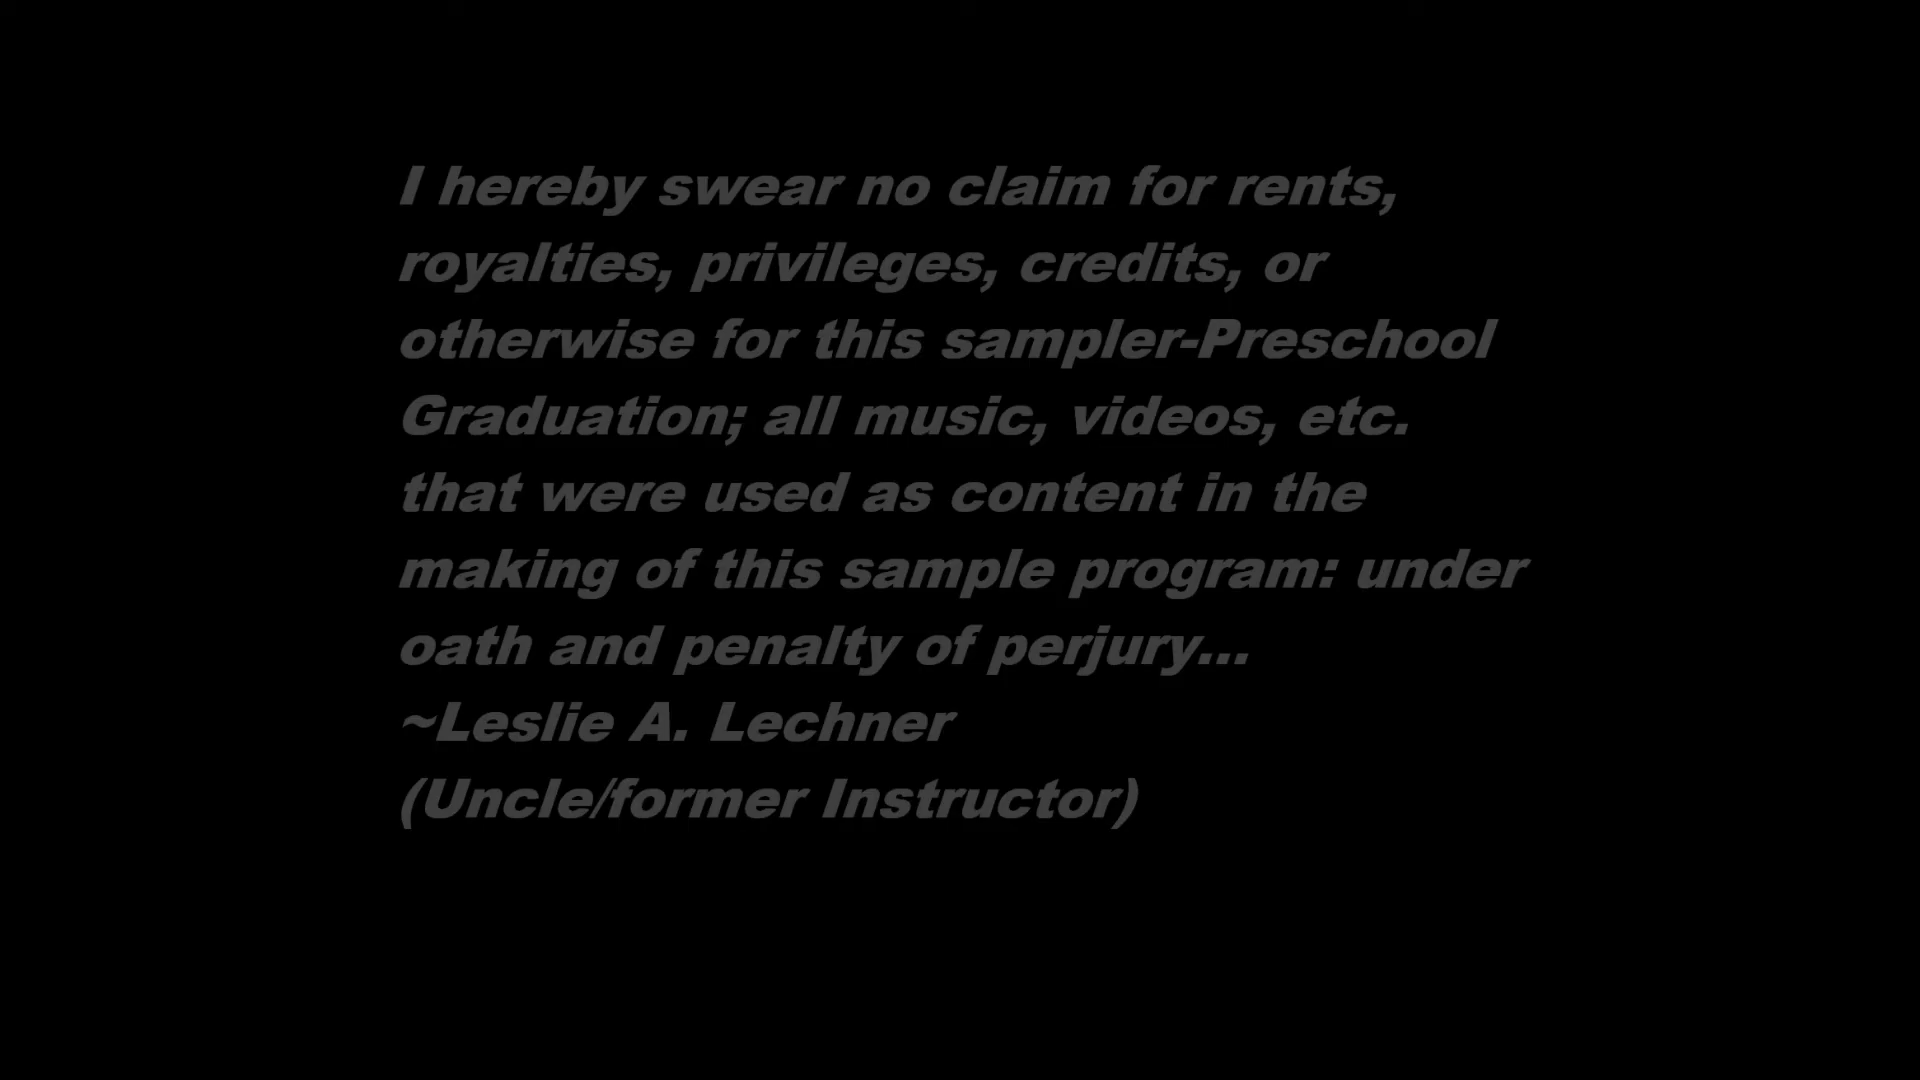 I hereby swear no claim for rents,
royalties, privileges, credits, or
otherwise for this sampler-Preschool
Graduation; all music, videos, etc.
that were used as content in the
making of this sample program: under
oath and penalty of perjury...
~Leslie A. Lechner
(Uncle/former Instructor)